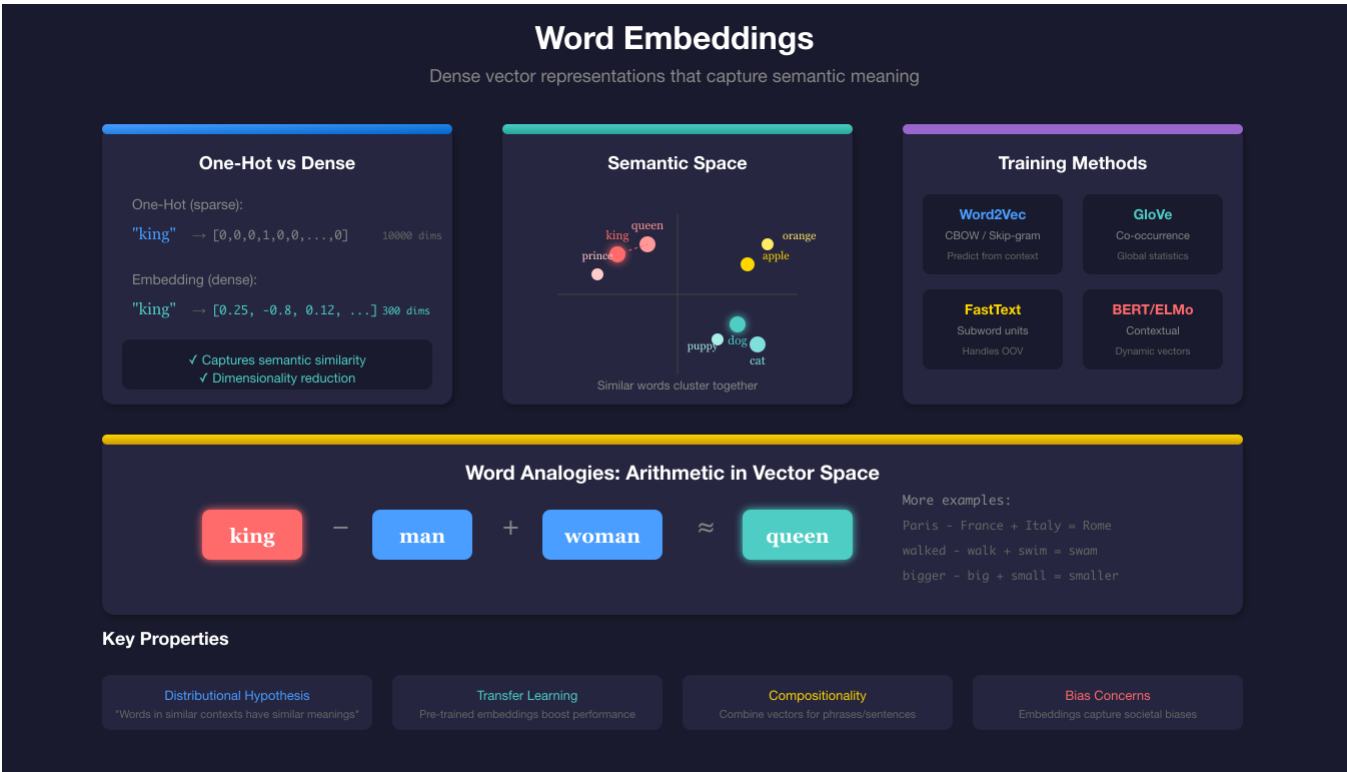 Word Embeddings
Dense vector representations that capture semantic meaning
One-Hot vs Dense
One-Hot (sparse):
"king" → [0,0,0,1,0,0,...,0] 10000 dims
Embedding (dense):
"king" → [0.25, -0.8, 0.12, ...] 300 dims
✓ Captures semantic similarity
✓ Dimensionality reduction
Semantic Space
queen
king
prince
orange
apple
puppy
dog
cat
Similar words cluster together
Training Methods
Word2Vec
CBOW / Skip-gram
Predict from context
GloVe
Co-occurrence
Global statistics
FastText
Subword units
Handles OOV
BERT/ELMo
Contextual
Dynamic vectors
Word Analogies: Arithmetic in Vector Space
king − man + woman ≈ queen
More examples:
Paris - France + Italy = Rome
walked - walk + swim = swam
bigger - big + small = smaller
Key Properties
Distributional Hypothesis
"Words in similar contexts have similar meanings"
Transfer Learning
Pre-trained embeddings boost performance
Compositionality
Combine vectors for phrases/sentences
Bias Concerns
Embeddings capture societal biases